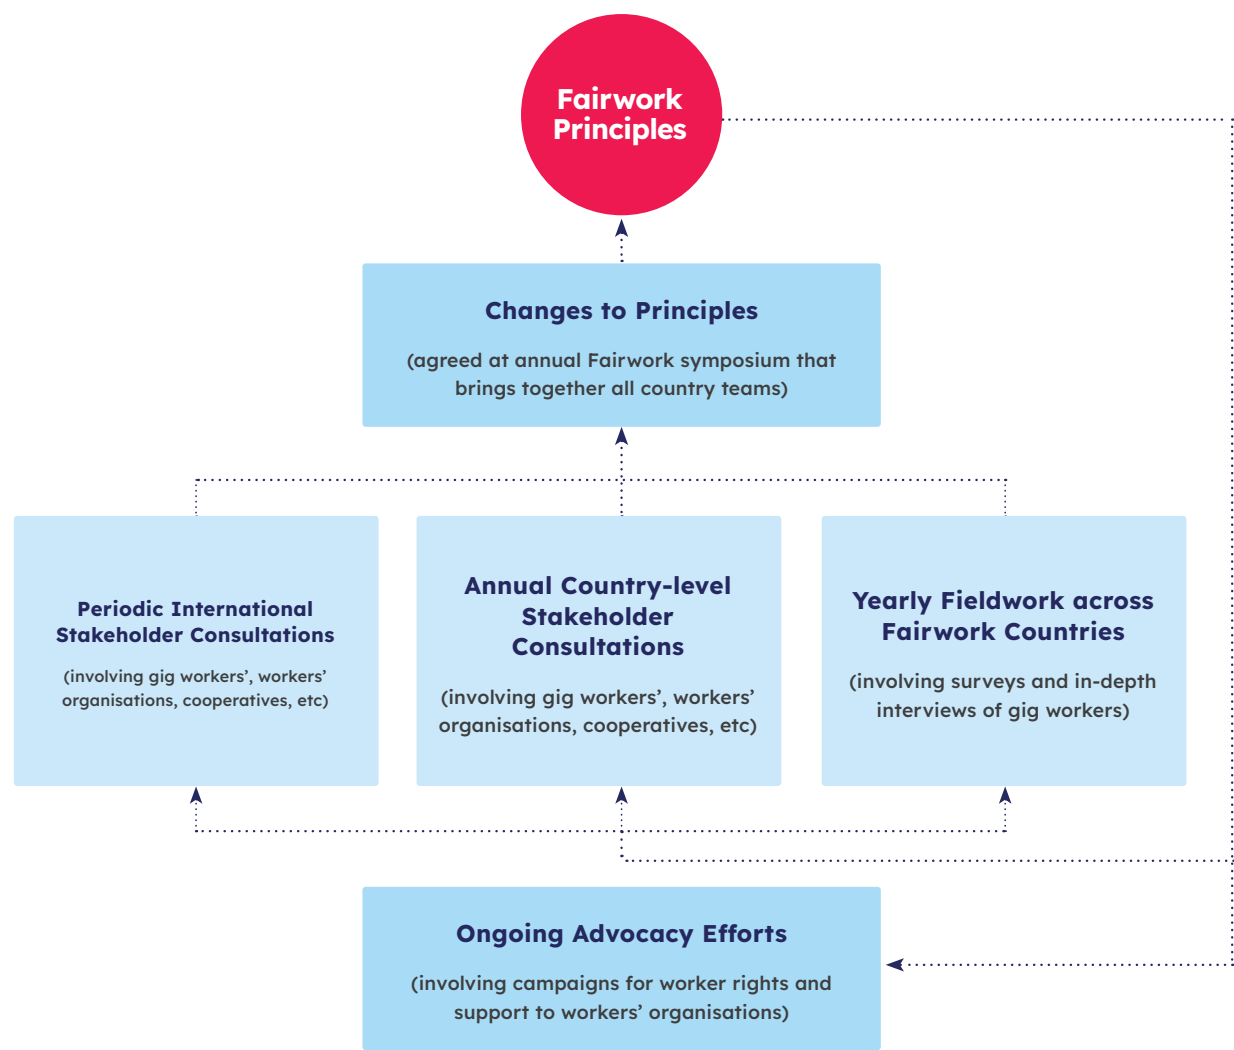 Fairwork
Principles
Changes to Principles
(agreed at annual Fairwork symposium that
brings together all country teams)
Periodic International
Stakeholder Consultations
(involving gig workers’, workers’
organisations, cooperatives, etc)
Annual Country-level
Stakeholder
Consultations
(involving gig workers’, workers’
organisations, cooperatives, etc)
Yearly Fieldwork across
Fairwork Countries
(involving surveys and in-depth
interviews of gig workers)
Ongoing Advocacy Efforts
(involving campaigns for worker rights and
support to workers’ organisations)